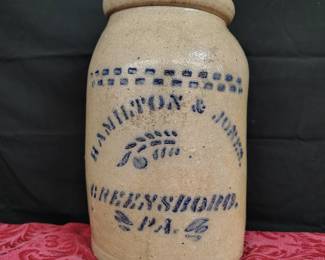 HAMILTON & JONES.
GREENSBORO,
PA.